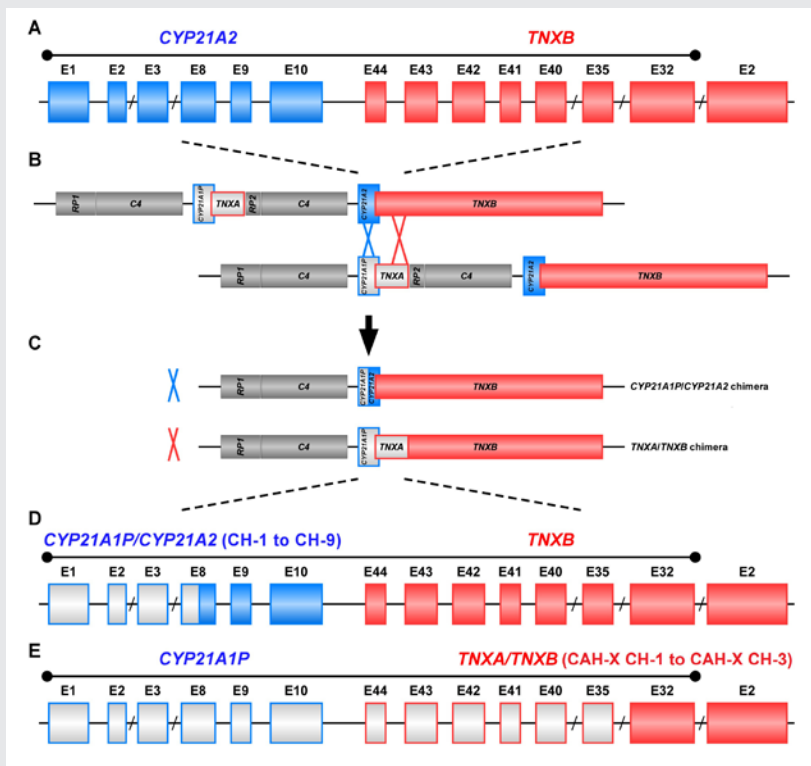 A
CYP21A2 TNXB
E1 E2 E3 E8 E9 E10 E44 E43 E42 E41 E40 E35 E32 E2
B
RP1 C4 CYP21A1P TNXA RP2 C4 CYP21A2 TNXB
RP1 C4 CYP21A1P TNXA RP2 C4 CYP21A2 TNXB
C
RP1 C4 CYP21A1P CYP21A2 TNXB CYP21A1P/CYP21A2 chimera
RP1 C4 CYP21A1P TNXA TNXB TNXA/TNXB chimera
D
CYP21A1P/CYP21A2 (CH-1 to CH-9) TNXB
E1 E2 E3 E8 E9 E10 E44 E43 E42 E41 E40 E35 E32 E2
E
CYP21A1P TNXA/TNXB (CAH-X CH-1 to CAH-X CH-3)
E1 E2 E3 E8 E9 E10 E44 E43 E42 E41 E40 E35 E32 E2